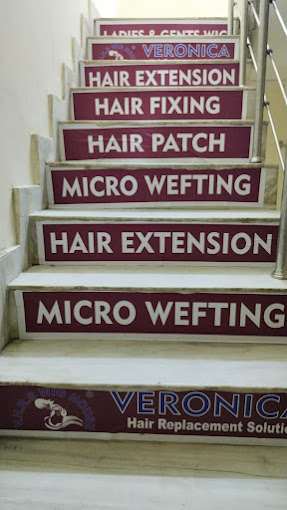 LADIES & GENTS WIG
VERONICA
HAIR EXTENSION
HAIR FIXING
HAIR PATCH
MICRO WEFTING
HAIR EXTENSION
MICRO WEFTING
VERONICA
Hair Replacement